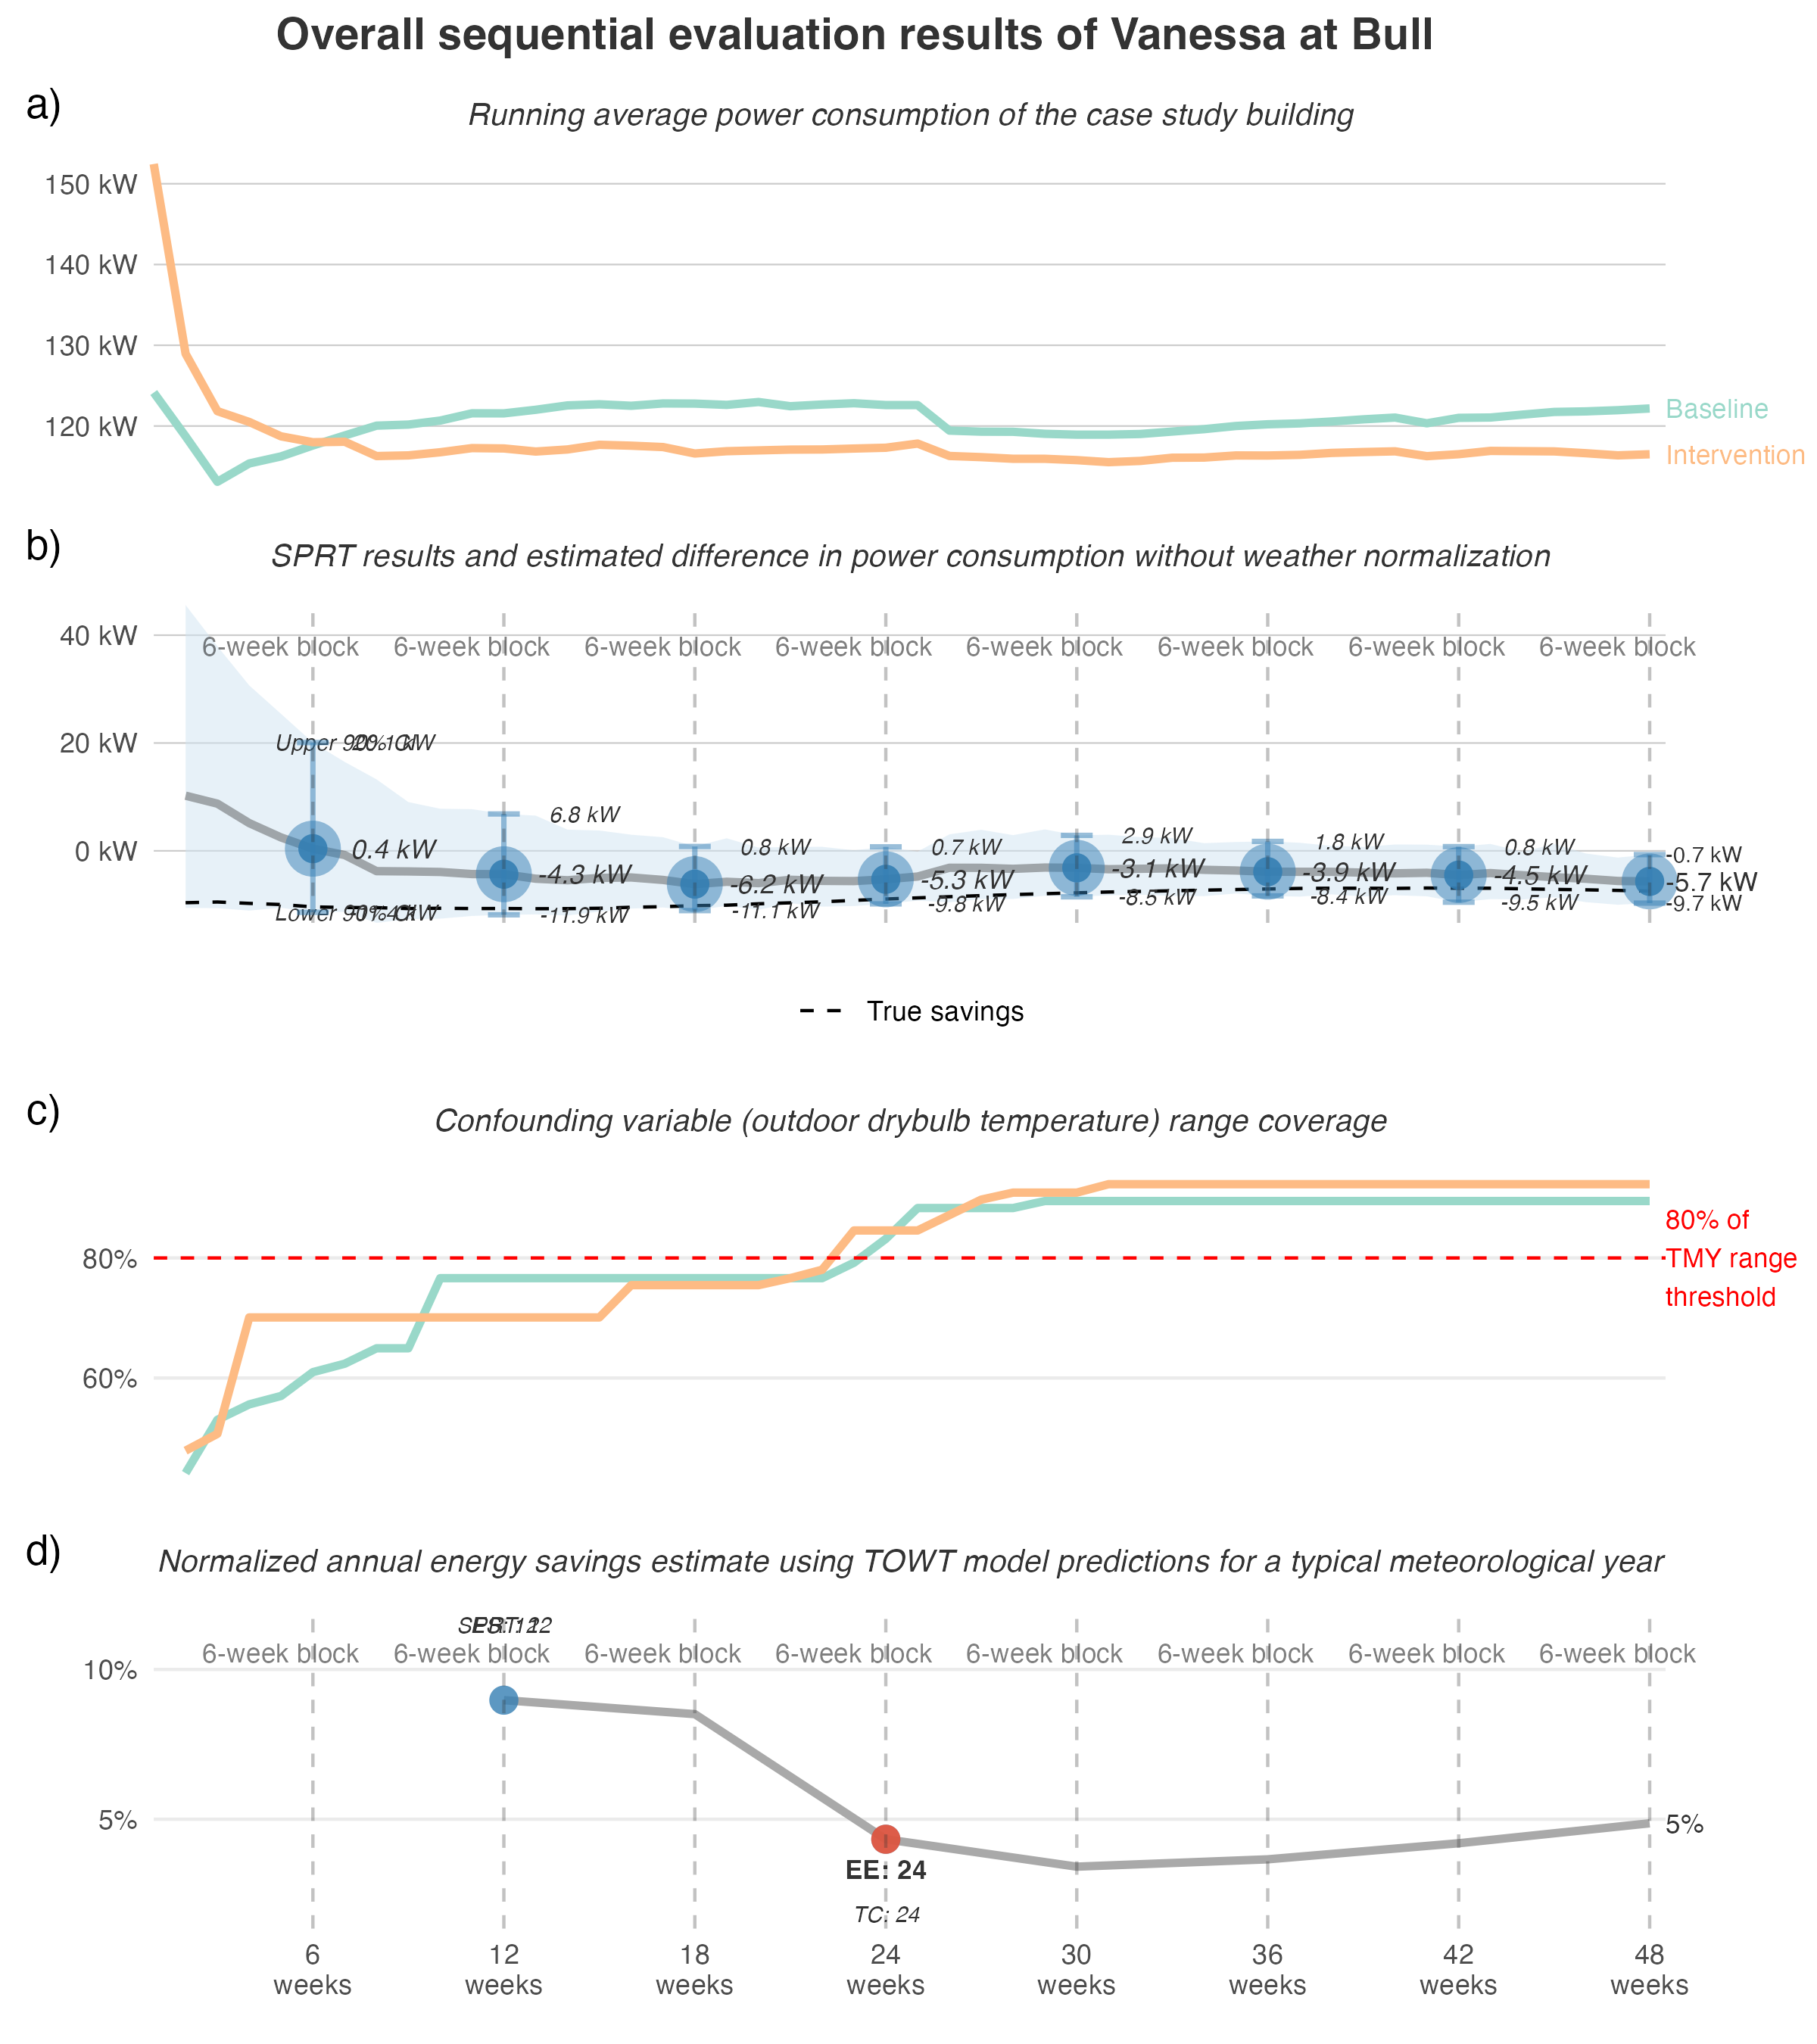 Overall sequential evaluation results of Vanessa at Bull
a)
Running average power consumption of the case study building
150 kW
140 kW
130 kW
120 kW
Baseline
Intervention
b)
SPRT results and estimated difference in power consumption without weather normalization
40 kW
20 kW
0 kW
6-week block 6-week block 6-week block 6-week block 6-week block 6-week block 6-week block 6-week block
Upper 90% CI 20.1 kW
6.8 kW 0.8 kW 0.7 kW 2.9 kW 1.8 kW 0.8 kW -0.7 kW
0.4 kW -4.3 kW -6.2 kW -5.3 kW -3.1 kW -3.9 kW -4.5 kW -5.7 kW
Lower 90% CI
-11.9 kW -11.1 kW -9.8 kW -8.5 kW -8.4 kW -9.5 kW -9.7 kW
True savings
c)
Confounding variable (outdoor drybulb temperature) range coverage
80%
60%
80% of
TMY range
threshold
d)
Normalized annual energy savings estimate using TOWT model predictions for a typical meteorological year
SPRT: 12
6-week block 6-week block 6-week block 6-week block 6-week block 6-week block 6-week block 6-week block
10%
5%
5%
EE: 24
TC: 24
6 12 18 24 30 36 42 48
weeks weeks weeks weeks weeks weeks weeks weeks